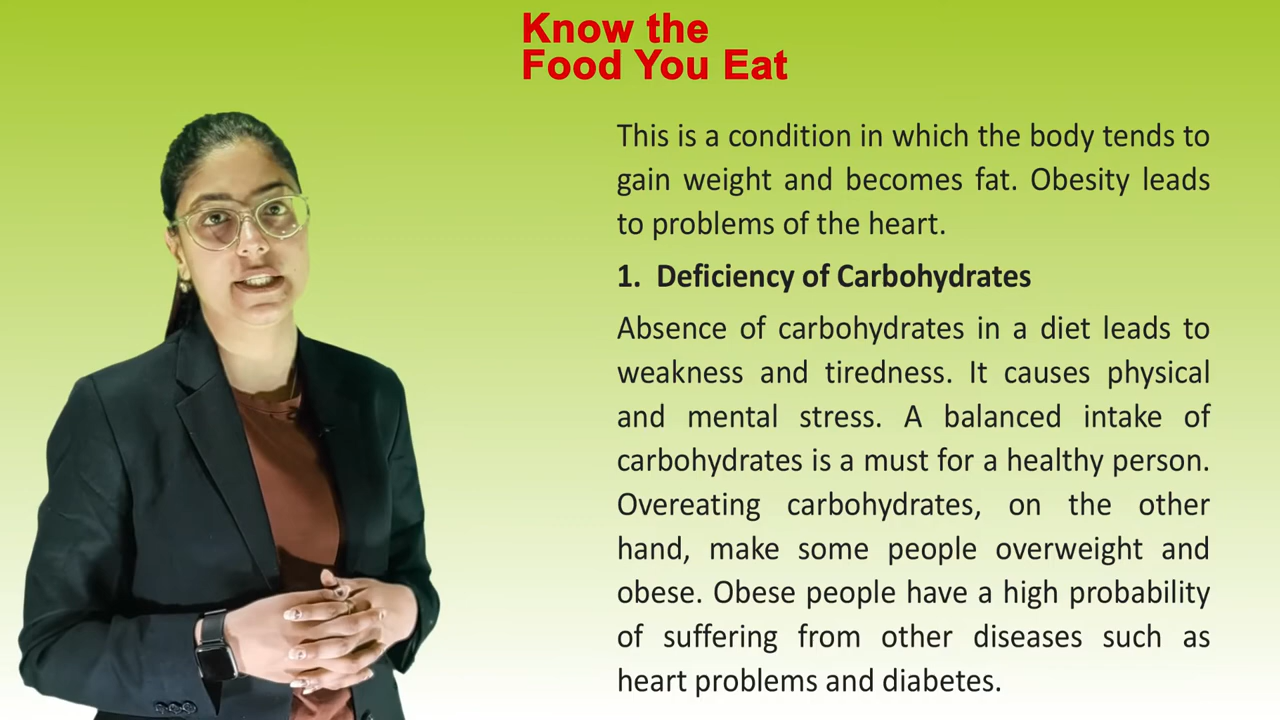 Know the
Food You Eat
This is a condition in which the body tends to
gain weight and becomes fat. Obesity leads
to problems of the heart.
1. Deficiency of Carbohydrates
Absence of carbohydrates in a diet leads to
weakness and tiredness. It causes physical
and mental stress. A balanced intake of
carbohydrates is a must for a healthy person.
Overeating carbohydrates, on the other
hand, make some people overweight and
obese. Obese people have a high probability
of suffering from other diseases such as
heart problems and diabetes.